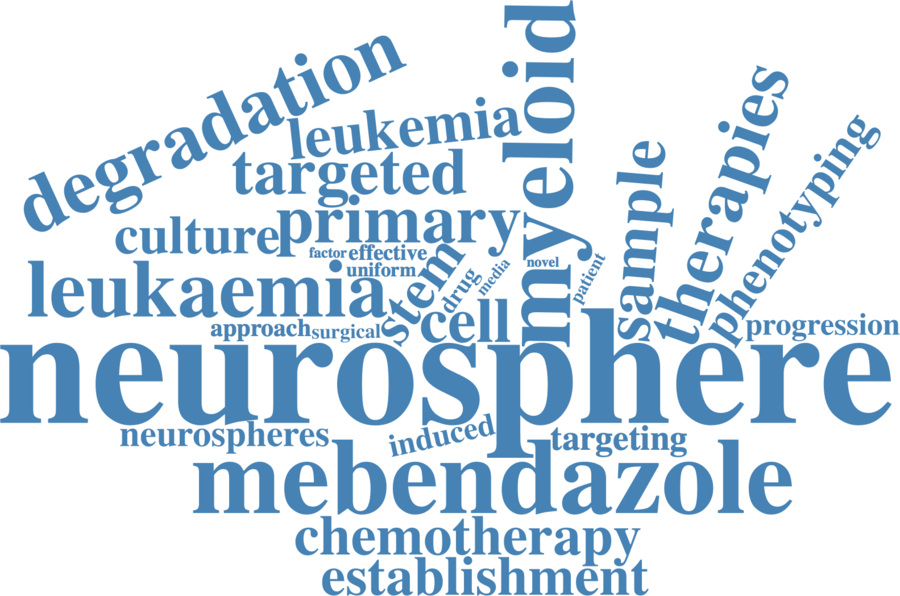 degradation
myeloid
leukemia
targeted
therapies
sample
phenotyping
culture
primary
factor
effective
uniform
stem
drug
media
novel
patient
leukaemia
approach
surgical
cell
progression
neurosphere
neurospheres
induced
targeting
mebendazole
chemotherapy
establishment